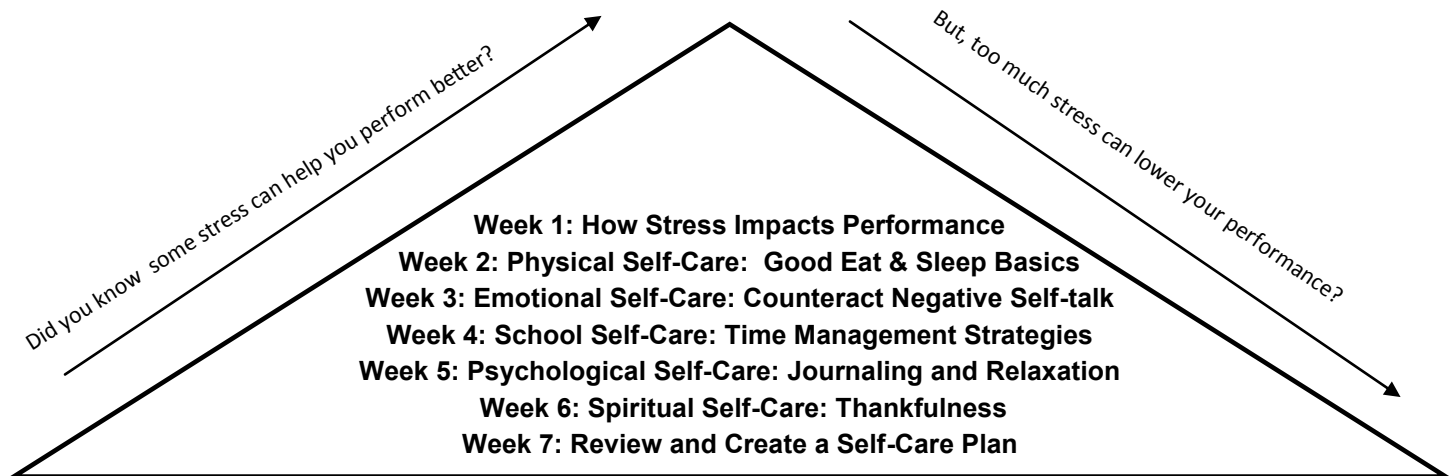 Did you know  some stress can help you perform better?
But, too much stress can lower your performance?
Week 1: How Stress Impacts Performance
Week 2: Physical Self-Care:  Good Eat & Sleep Basics
Week 3: Emotional Self-Care: Counteract Negative Self-talk
Week 4: School Self-Care: Time Management Strategies
Week 5: Psychological Self-Care: Journaling and Relaxation
Week 6: Spiritual Self-Care: Thankfulness
Week 7: Review and Create a Self-Care Plan